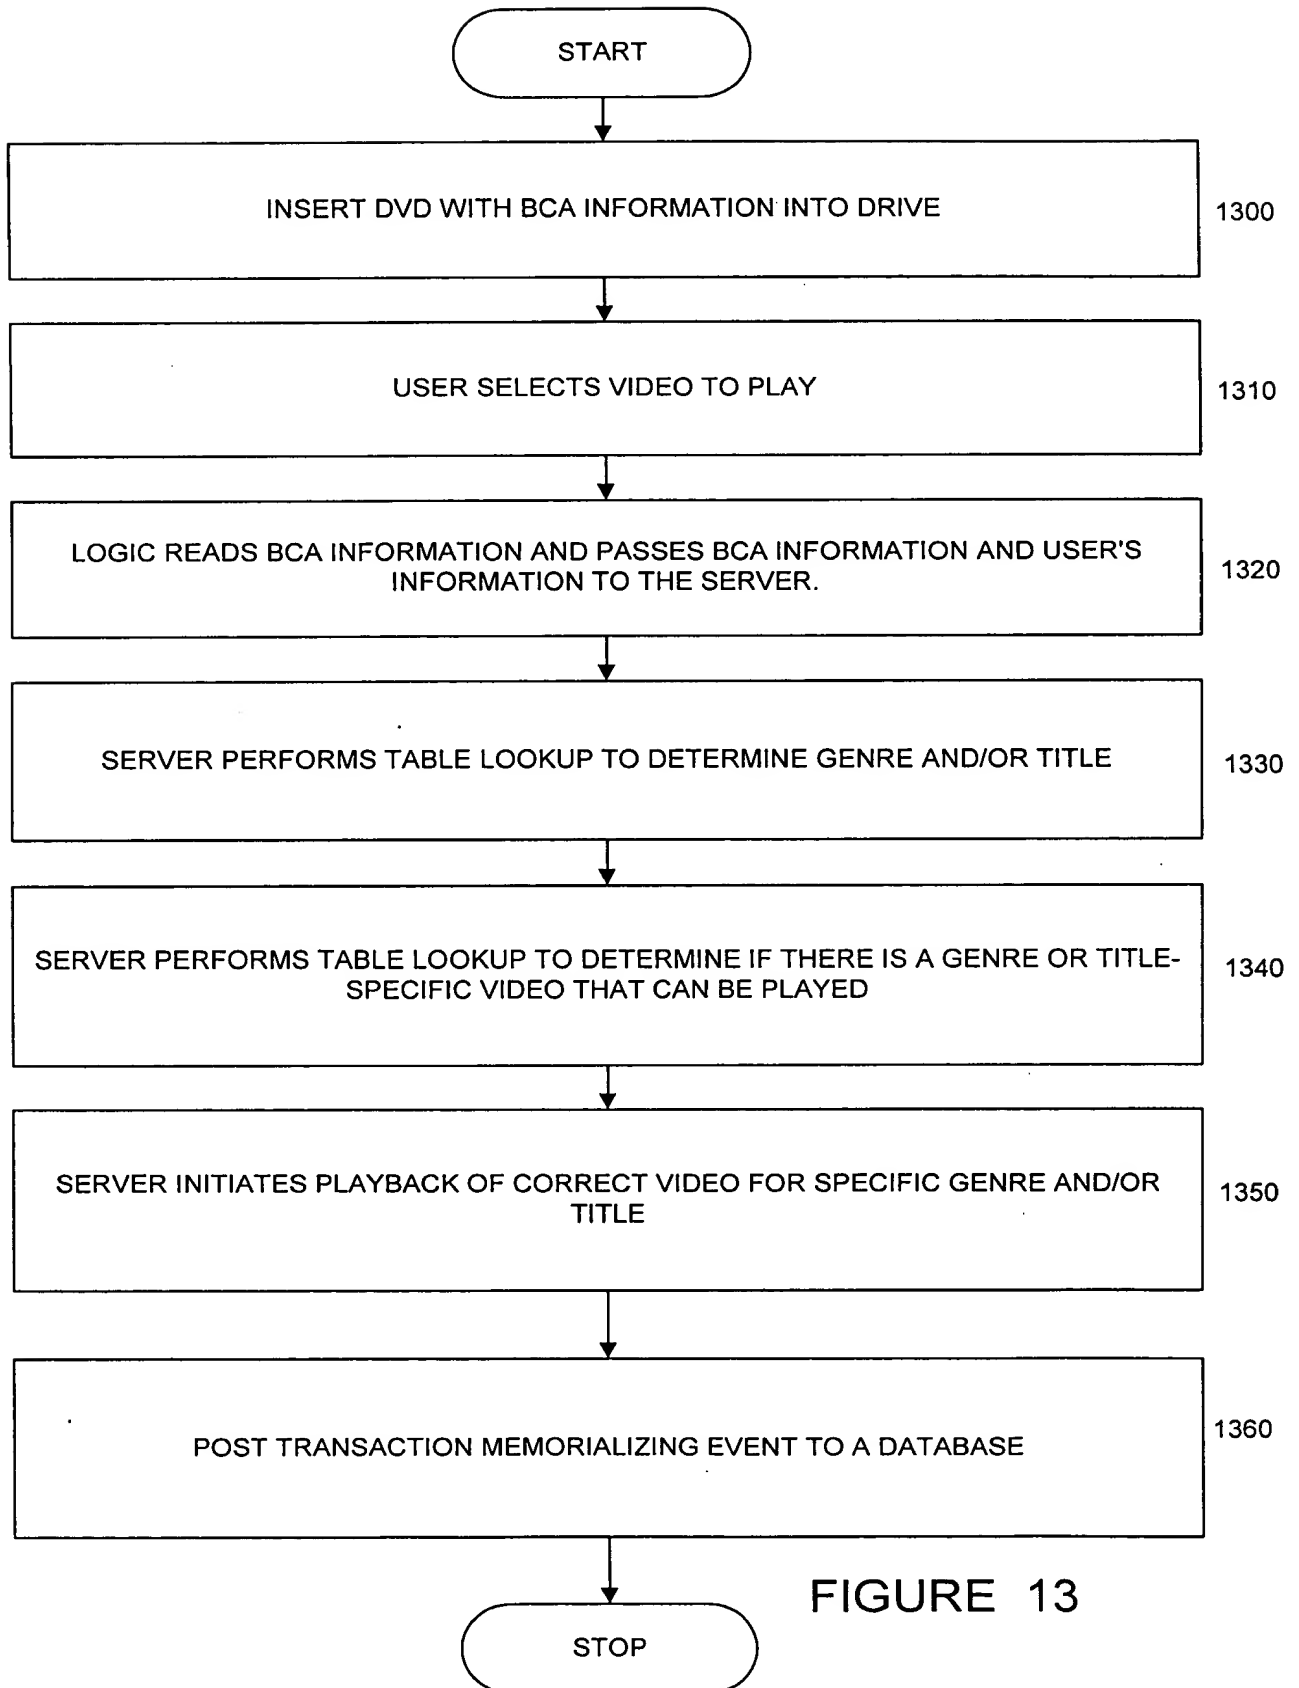 START
INSERT DVD WITH BCA INFORMATION INTO DRIVE
1300
USER SELECTS VIDEO TO PLAY
1310
LOGIC READS BCA INFORMATION AND PASSES BCA INFORMATION AND USER'S
INFORMATION TO THE SERVER.
1320
SERVER PERFORMS TABLE LOOKUP TO DETERMINE GENRE AND/OR TITLE
1330
SERVER PERFORMS TABLE LOOKUP TO DETERMINE IF THERE IS A GENRE OR TITLE-
SPECIFIC VIDEO THAT CAN BE PLAYED
1340
SERVER INITIATES PLAYBACK OF CORRECT VIDEO FOR SPECIFIC GENRE AND/OR
TITLE
1350
POST TRANSACTION MEMORIALIZING EVENT TO A DATABASE
1360
FIGURE 13
STOP